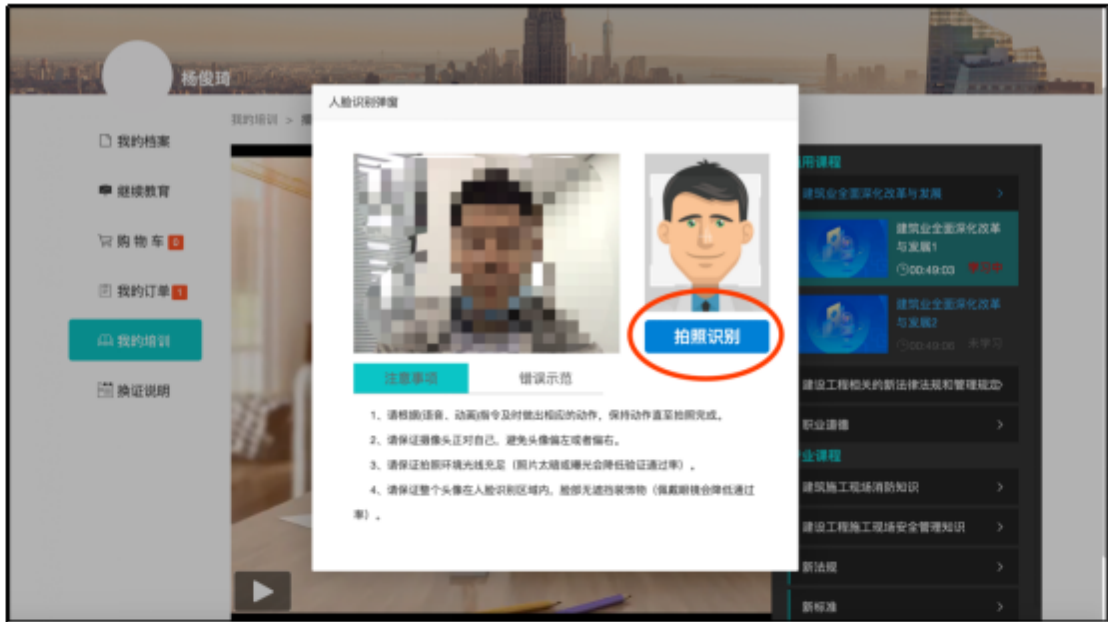 杨俊琦
我的培训 >
我的档案
继续教育
购物车 0
我的订单 1
我的培训
换证说明
人脸识别弹窗
拍照识别
注意事项
错误示范
1、请根据(语音、动画)指令及时做出相应的动作，保持动作直至拍照完成。
2、请保证摄像头正对自己，避免头像偏左或者偏右。
3、请保证拍照环境光线充足（照片太暗或曝光会降低验证通过率）。
4、请保证整个头像在人脸识别区域内，脸部无遮挡装饰物（佩戴眼镜会降低通过
率）。
用课程
建筑业全面深化改革与发展
建筑业全面深化改革
与发展1
00:49:03 学习中
建筑业全面深化改革
与发展2
00:49:06 未学习
建设工程相关的新法律法规和管理规定
职业道德
业课程
建筑施工现场消防知识
建设工程施工现场安全管理知识
新法规
新标准